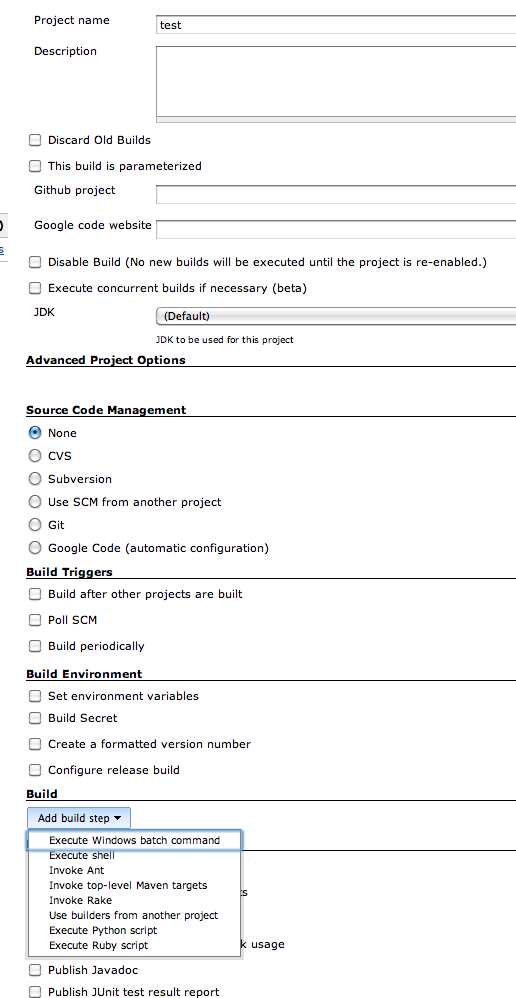 Project name
test
Description
Discard Old Builds
This build is parameterized
Github project
)
Google code website
s
Disable Build (No new builds will be executed until the project is re-enabled.)
Execute concurrent builds if necessary (beta)
JDK
(Default)
JDK to be used for this project
Advanced Project Options
Source Code Management
None
CVS
Subversion
Use SCM from another project
Git
Google Code (automatic configuration)
Build Triggers
Build after other projects are built
Poll SCM
Build periodically
Build Environment
Set environment variables
Build Secret
Create a formatted version number
Configure release build
Build
Add build step
Execute Windows batch command
Execute shell
Invoke Ant
Invoke top-level Maven targets
Invoke Rake
Use builders from another project
Execute Python script
Execute Ruby script
ts
k usage
Publish Javadoc
Publish JUnit test result report